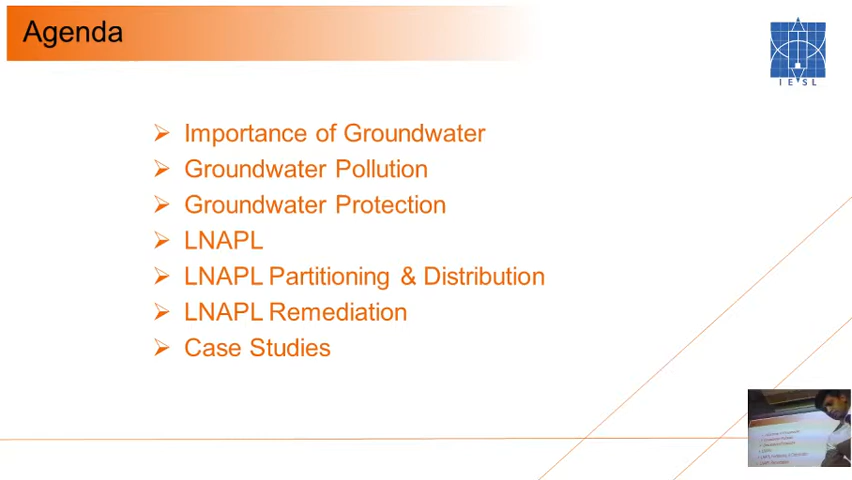 Agenda
IESL
Importance of Groundwater
Groundwater Pollution
Groundwater Protection
LNAPL
LNAPL Partitioning & Distribution
LNAPL Remediation
Case Studies